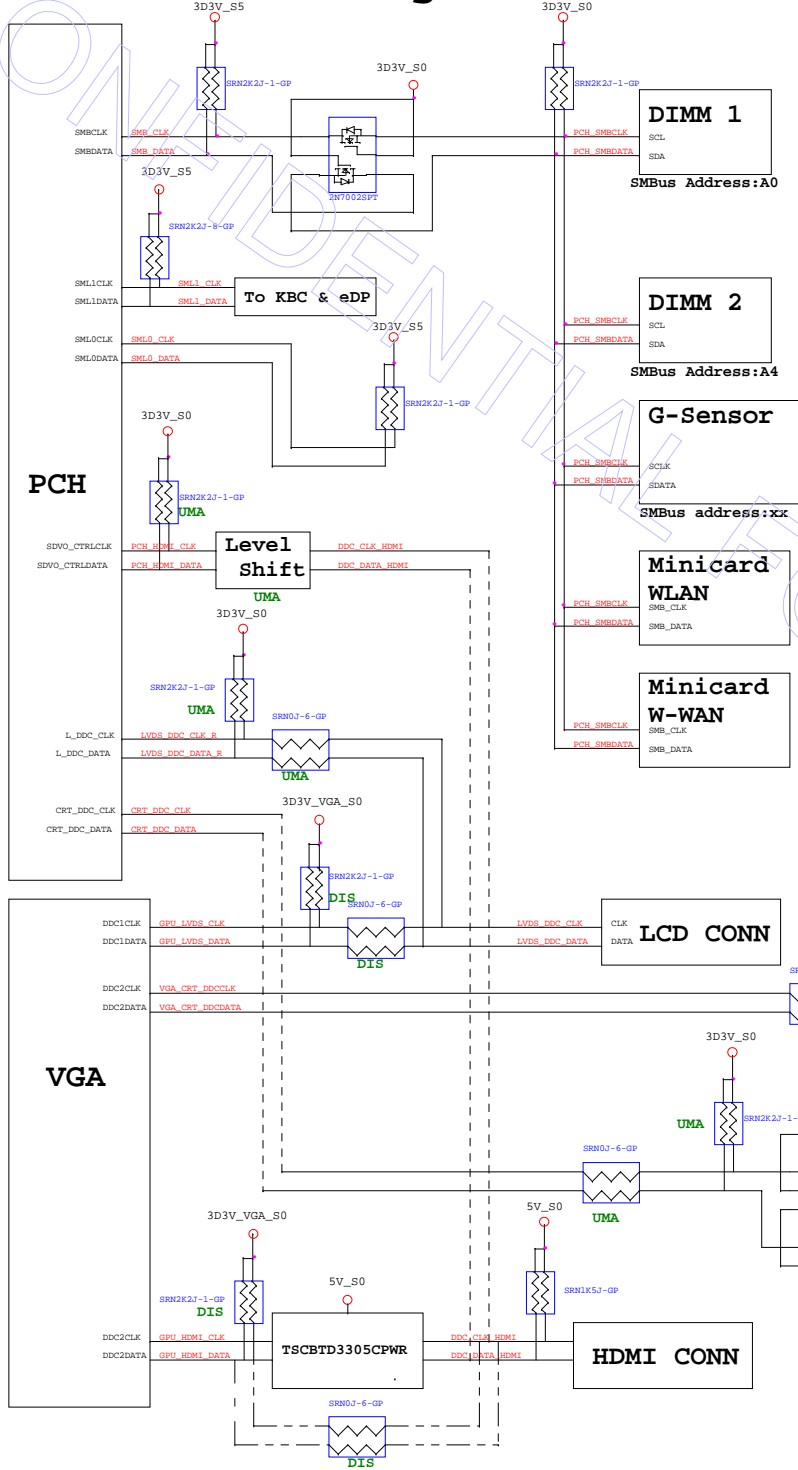 3D3V_S5
3D3V_S0
SRN2K2J-1-GP
3D3V_S0
SRN2K2J-1-GP
DIMM 1
SMBCLK
SMB_CLK
PCH_SMBCLK
SCL
SMBDATA
SMB_DATA
PCH_SMBDATA
SDA
3D3V_S5
2N7002SPT
SMBus Address:A0
SRN2K2J-8-GP
SML1CLK
SML1_CLK
To KBC & eDP
SML1DATA
SML1_DATA
DIMM 2
PCH_SMBCLK
SCL
SML0CLK
SML0_CLK
3D3V_S5
PCH_SMBDATA
SDA
SML0DATA
SML0_DATA
SMBus Address:A4
SRN2K2J-1-GP
3D3V_S0
G-Sensor
PCH_SMBCLK
SCLK
PCH
PCH_SMBDATA
SDATA
SRN2K2J-1-GP
UMA
SMBus address:xx
Level
Shift
SDVO_CTRLCLK
PCH_HDMI_CLK
DDC_CLK_HDMI
SDVO_CTRLDATA
PCH_HDMI_DATA
DDC_DATA_HDMI
UMA
Minicard
WLAN
PCH_SMBCLK
SMB_CLK
PCH_SMBDATA
SMB_DATA
3D3V_S0
SRN2K2J-1-GP
UMA
Minicard
W-WAN
PCH_SMBCLK
SMB_CLK
PCH_SMBDATA
SMB_DATA
SRN0J-6-GP
L_DDC_CLK
LVDS_DDC_CLK_R
L_DDC_DATA
LVDS_DDC_DATA_R
UMA
3D3V_VGA_S0
CRT_DDC_CLK
CRT_DDC_CLK
CRT_DDC_DATA
CRT_DDC_DATA
SRN2K2J-1-GP
DIS
SRN0J-6-GP
DDC1CLK
GPU_LVDS_CLK
LVDS_DDC_CLK
CLK
LCD CONN
DDC1DATA
GPU_LVDS_DATA
LVDS_DDC_DATA
DATA
DIS
DDC2CLK
VGA_CRT_DDCCLK
DDC2DATA
VGA_CRT_DDCDATA
3D3V_S0
VGA
UMA
SRN2K2J-1-
SRN0J-6-GP
UMA
3D3V_VGA_S0
5V_S0
5V_S0
SRN2K2J-1-GP
DIS
SRN1K5J-GP
DDC2CLK
GPU_HDMI_CLK
TSCBTD3305CPWR
DDC_CLK_HDMI
HDMI CONN
DDC2DATA
GPU_HDMI_DATA
DDC_DATA_HDMI
SRN0J-6-GP
DIS
ONFIDENTIAL FO